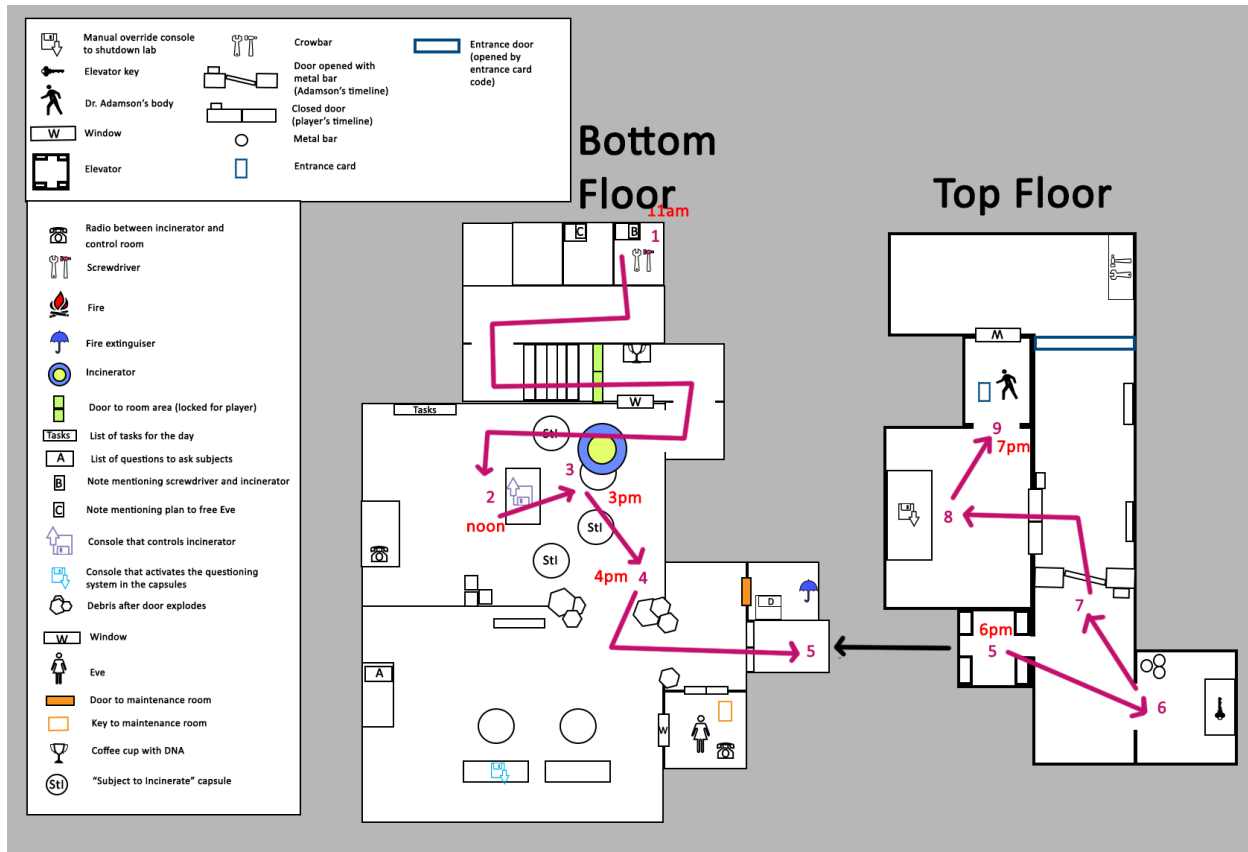 Manual override console
to shutdown lab
Elevator key
Dr. Adamson's body
W
Window
Elevator
Crowbar
Door opened with
metal bar
(Adamson's timeline)
Closed door
(player's timeline)
Metal bar
Entrance card
Entrance door
(opened by
entrance card
code)
Radio between incinerator and
control room
Screwdriver
Fire
Fire extinguiser
Incinerator
Door to room area (locked for player)
Tasks
List of tasks for the day
A
List of questions to ask subjects
B
Note mentioning screwdriver and incinerator
C
Note mentioning plan to free Eve
Console that controls incinerator
Console that activates the questioning
system in the capsules
Debris after door explodes
W
Window
Eve
Door to maintenance room
Key to maintenance room
Coffee cup with DNA
StI
"Subject to Incinerate" capsule
Bottom
Floor
11am
C
B
1
W
Tasks
StI
3
2
3pm
noon
StI
StI
4pm
4
D
5
A
W
Top Floor
W
9
7pm
8
7
6pm
5
6